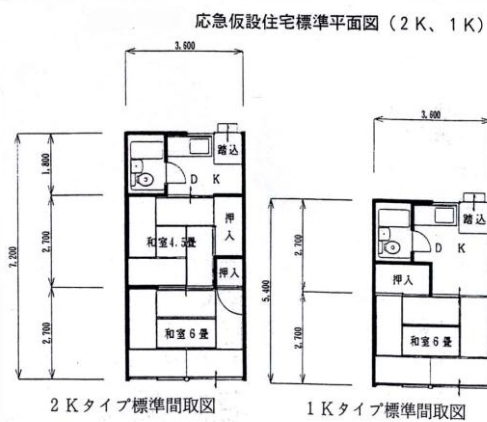 応急仮設住宅標準平面図（２Ｋ、１Ｋ）
3,600
踏込
ＤＫ
1,800
7,200
2,700
和室4.5畳
押入
押入
2,700
和室６畳
２Ｋタイプ標準間取図
3,600
踏込
ＤＫ
2,700
5,400
押入
2,700
和室６畳
１Ｋタイプ標準間取図